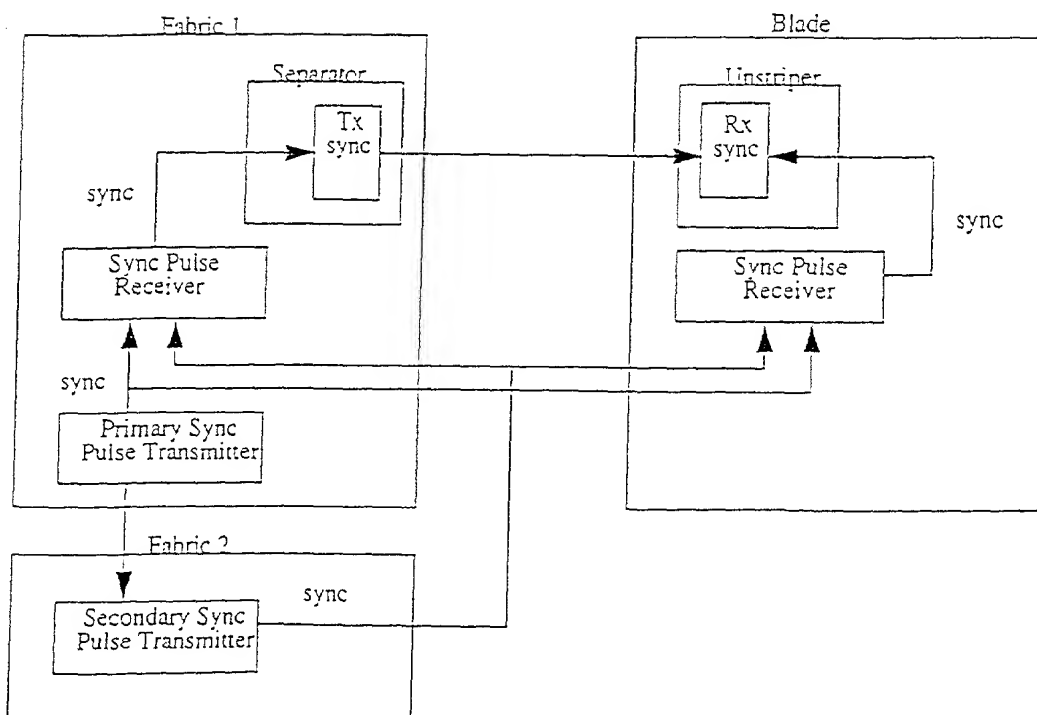 Fabric 1
Blade
Separator
Unstriper
Tx
sync
Rx
sync
sync
sync
Sync Pulse
Receiver
Sync Pulse
Receiver
sync
Primary Sync
Pulse Transmitter
Fabric 2
sync
Secondary Sync
Pulse Transmitter